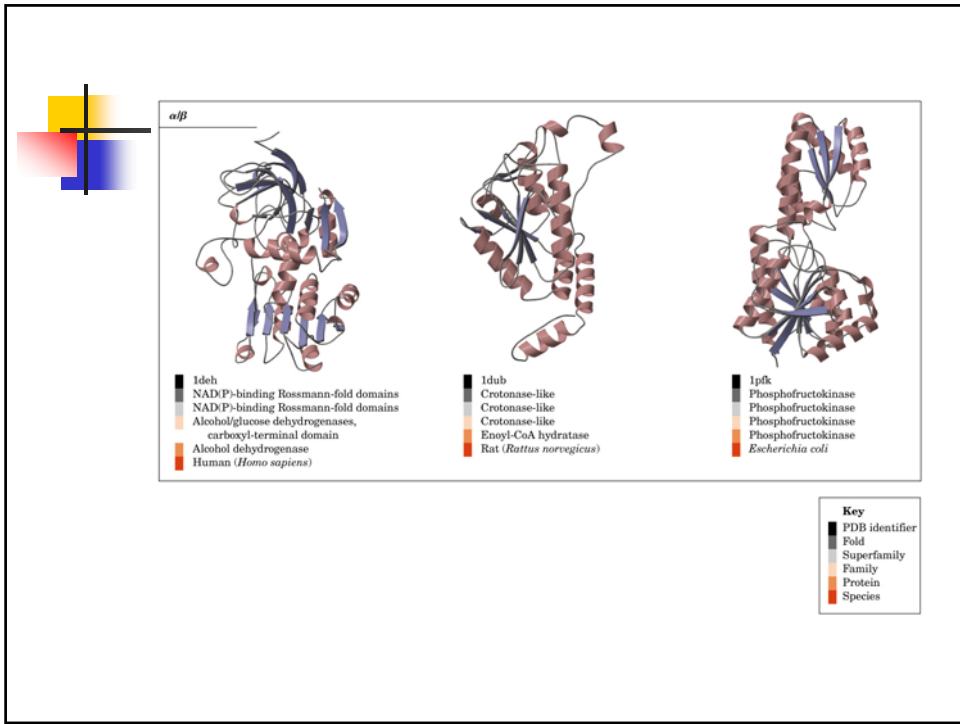 α/β
1deh
NAD(P)-binding Rossmann-fold domains
NAD(P)-binding Rossmann-fold domains
Alcohol/glucose dehydrogenases,
carboxyl-terminal domain
Alcohol dehydrogenase
Human (Homo sapiens)
1dub
Crotonase-like
Crotonase-like
Crotonase-like
Enoyl-CoA hydratase
Rat (Rattus norvegicus)
1pfk
Phosphofructokinase
Phosphofructokinase
Phosphofructokinase
Phosphofructokinase
Escherichia coli
Key
PDB identifier
Fold
Superfamily
Family
Protein
Species